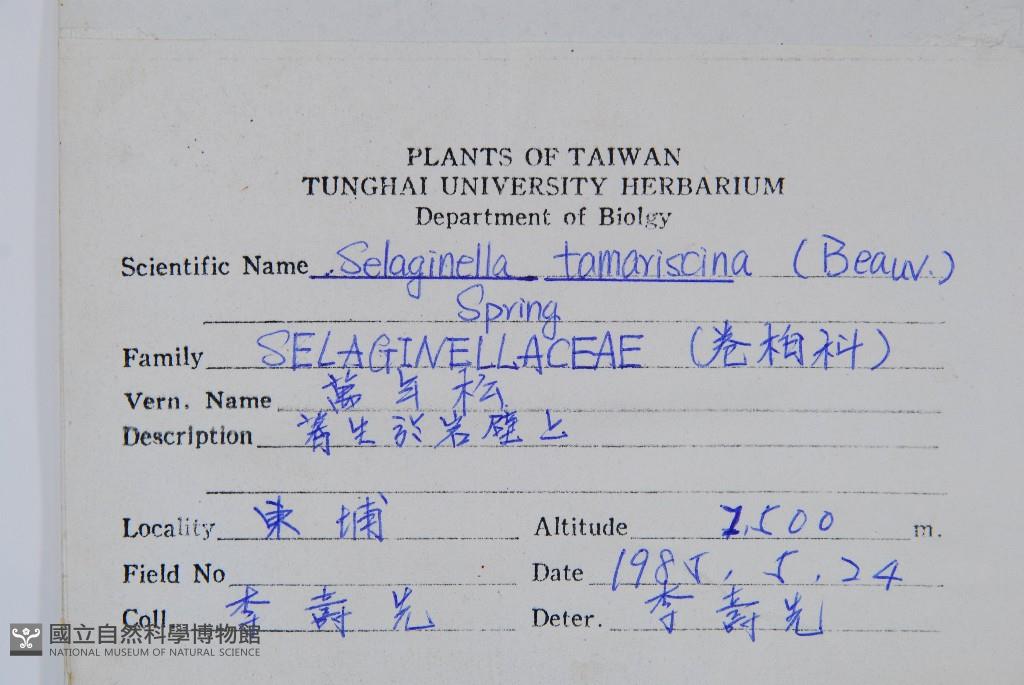 PLANTS OF TAIWAN
TUNGHAI UNIVERSITY HERBARIUM
Department of Biolgy
Scientific Name Selaginella tamariscina (Beauv.)
Spring
Family SELAGINELLACEAE (卷柏科)
Vern. Name 萬年松
Description 著生於岩壁上
Locality 東埔 Altitude 1,500 m.
Field No Date 1985.5.24
Coll. 李壽先 Deter. 李壽先
國立自然科學博物館
NATIONAL MUSEUM OF NATURAL SCIENCE